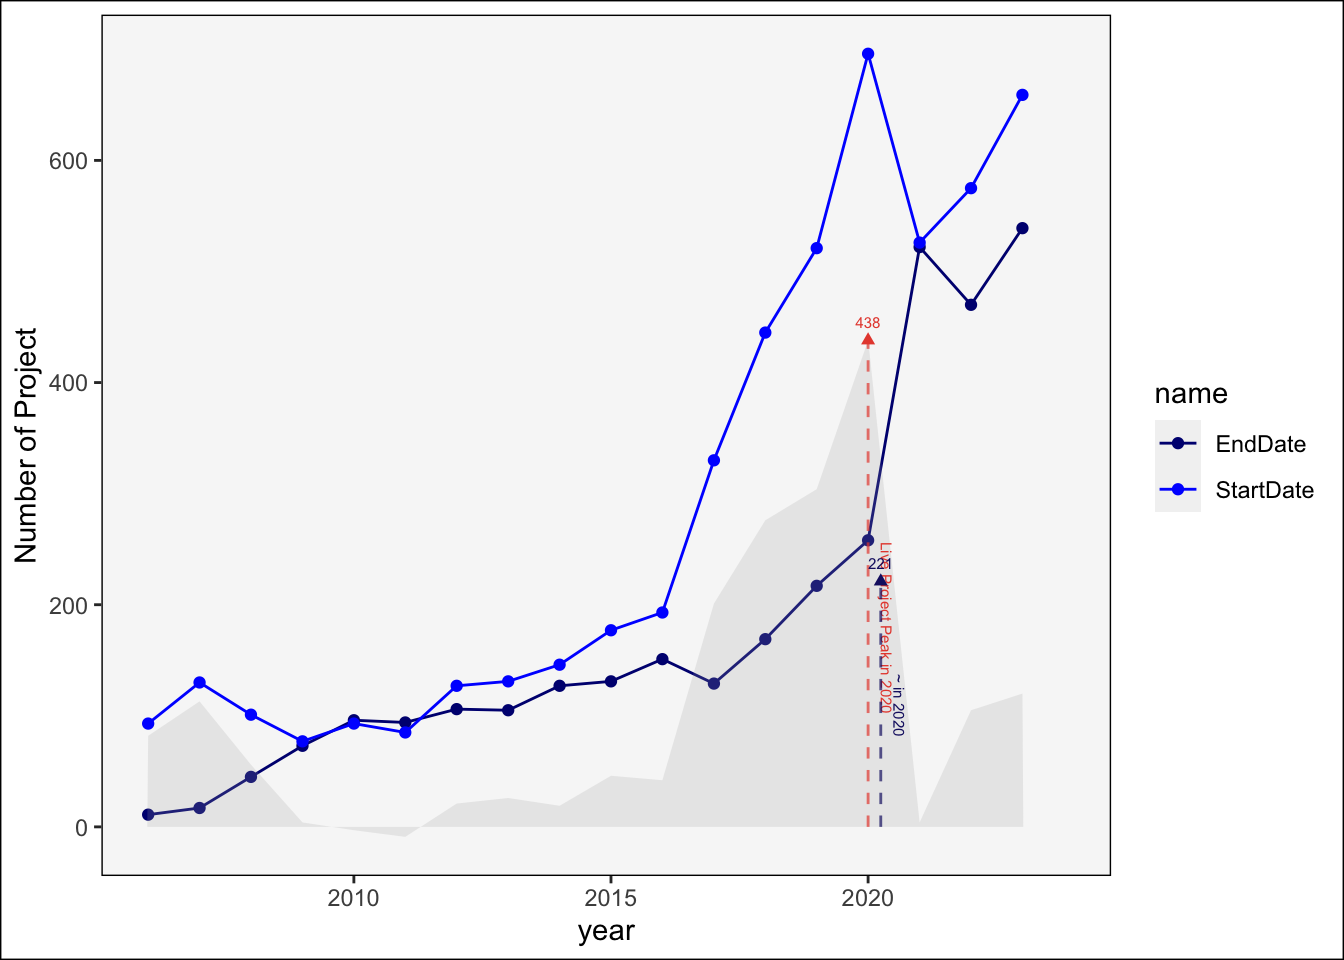 Number of Project
600
400
200
0
438
221
Live Project Peak in 2020
~ in 2020
2010
2015
2020
year
name
EndDate
StartDate